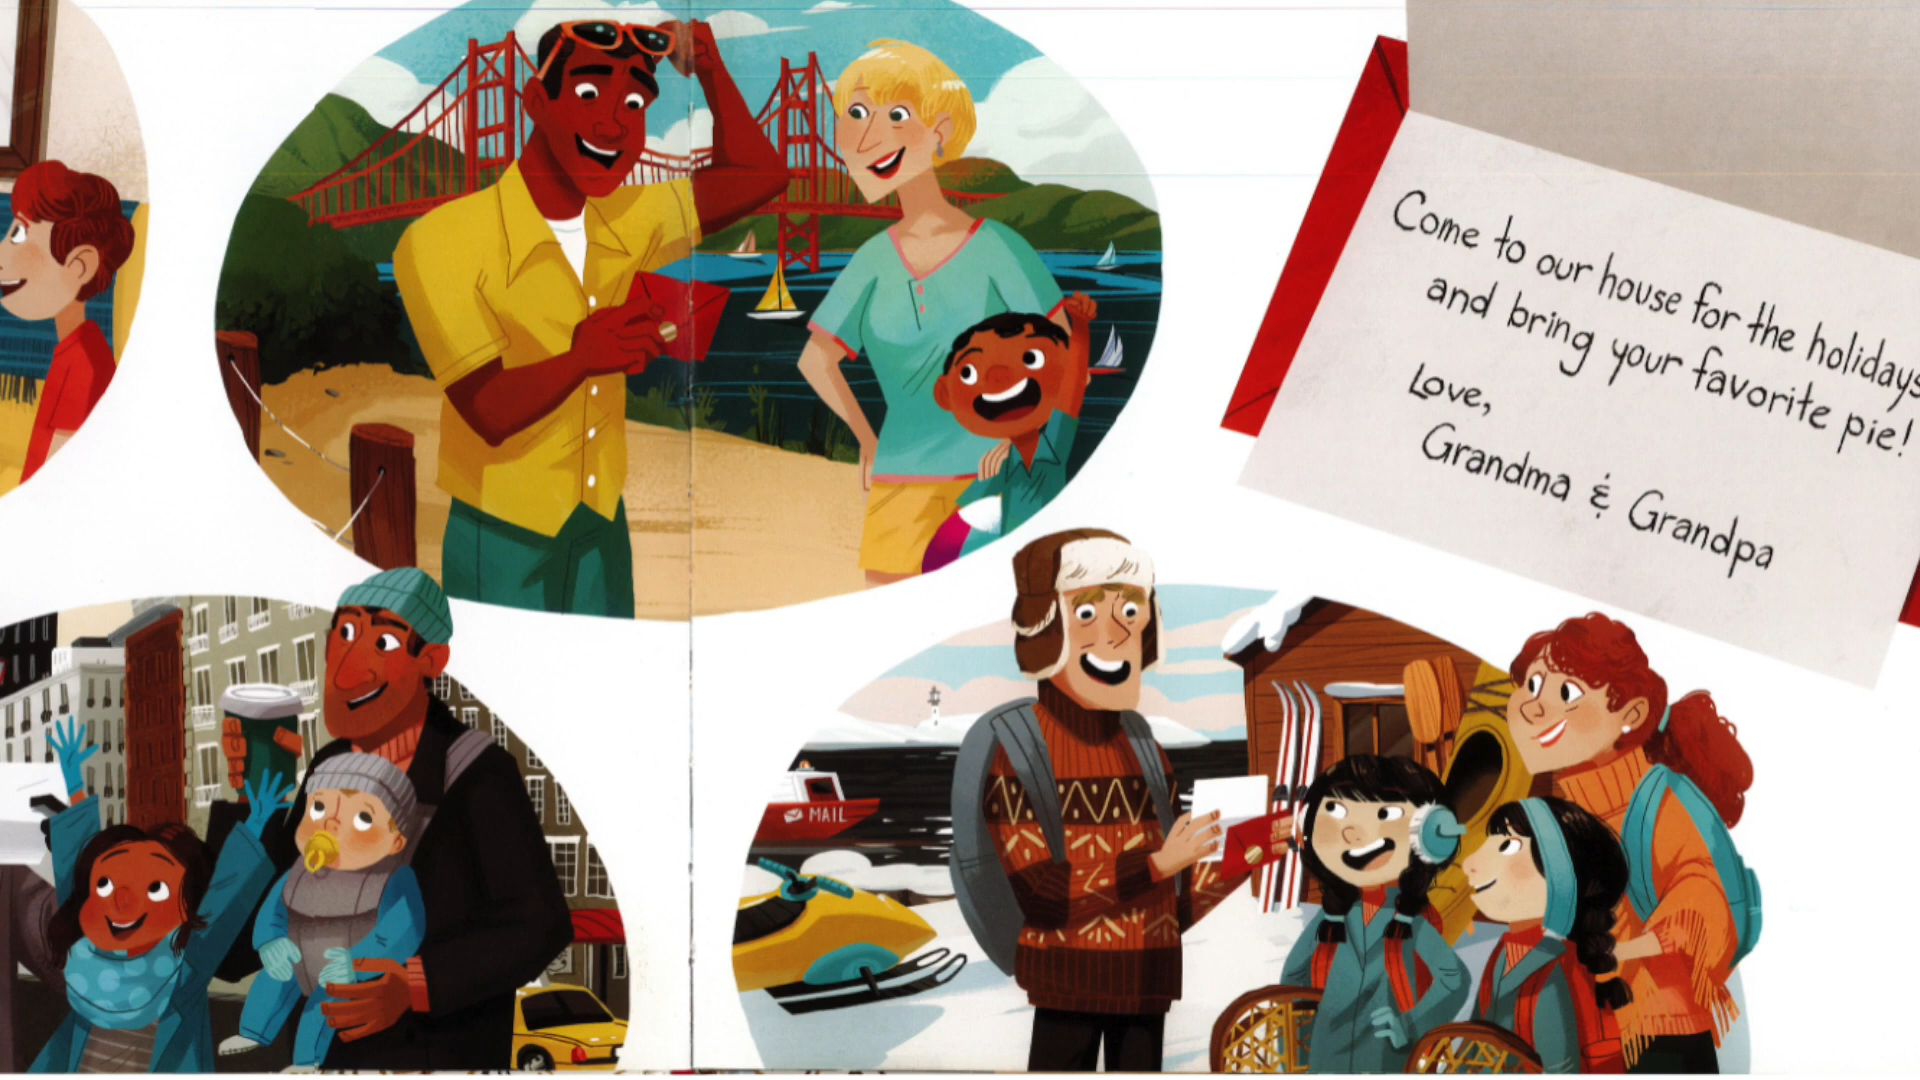 Come to our house for the holidays
and bring your favorite pie!
Love,
Grandma & Grandpa
MAIL